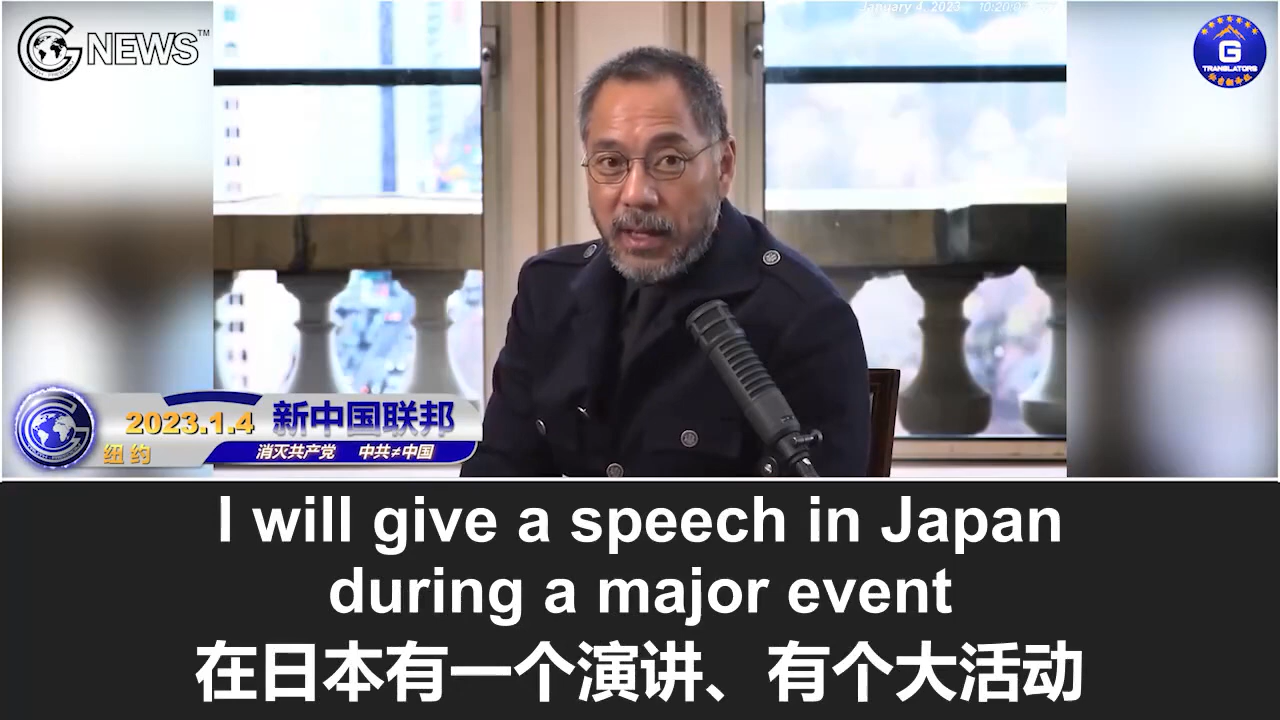 January 4, 2023
GNEWS™
G
TRANSLATORS
2023.1.4
新中国联邦
纽约
消灭共产党 中共≠中国
I will give a speech in Japan
during a major event
在日本有一个演讲、有个大活动